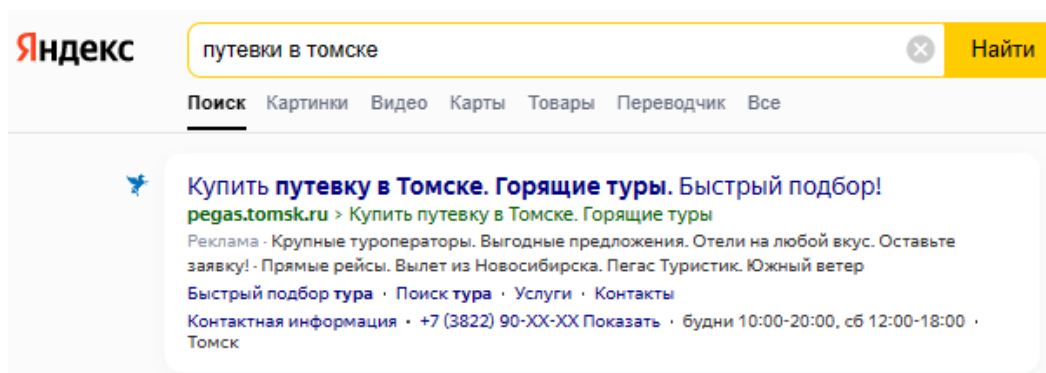 Яндекс
путевки в томске
Найти
Поиск Картинки Видео Карты Товары Переводчик Все
Купить путевку в Томске. Горящие туры. Быстрый подбор!
pegas.tomsk.ru › Купить путевку в Томске. Горящие туры
Реклама · Крупные туроператоры. Выгодные предложения. Отели на любой вкус. Оставьте
заявку! · Прямые рейсы. Вылет из Новосибирска. Пегас Туристик. Южный ветер
Быстрый подбор тура · Поиск тура · Услуги · Контакты
Контактная информация · +7 (3822) 90-XX-XX Показать · будни 10:00-20:00, сб 12:00-18:00 ·
Томск